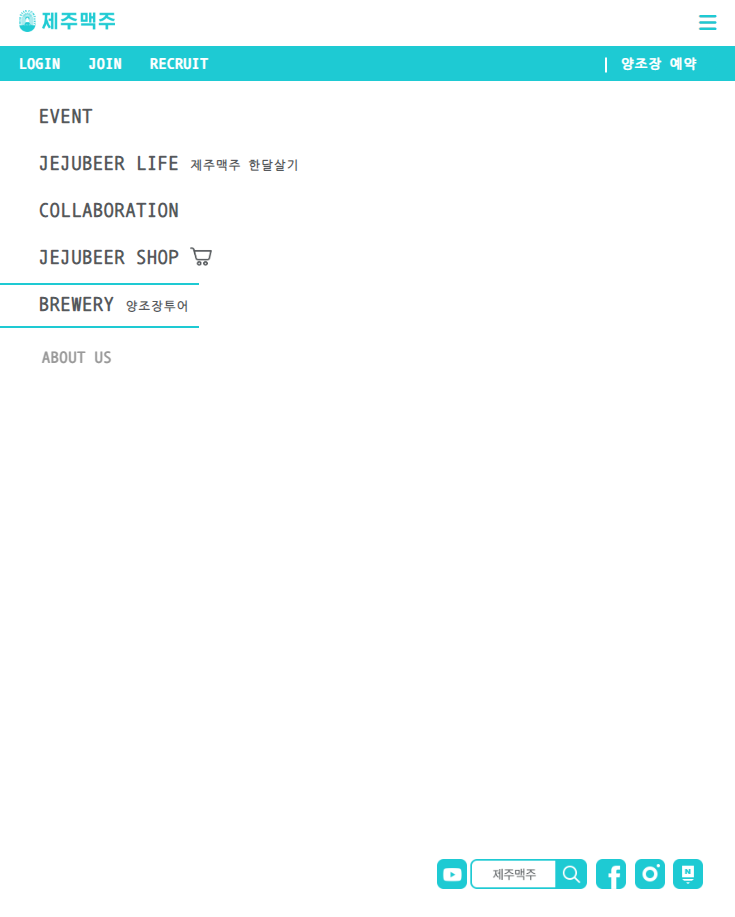 제주맥주
LOGIN JOIN RECRUIT | 양조장 예약
EVENT
JEJUBEER LIFE 제주맥주 한달살기
COLLABORATION
JEJUBEER SHOP
BREWERY 양조장투어
ABOUT US
제주맥주
N